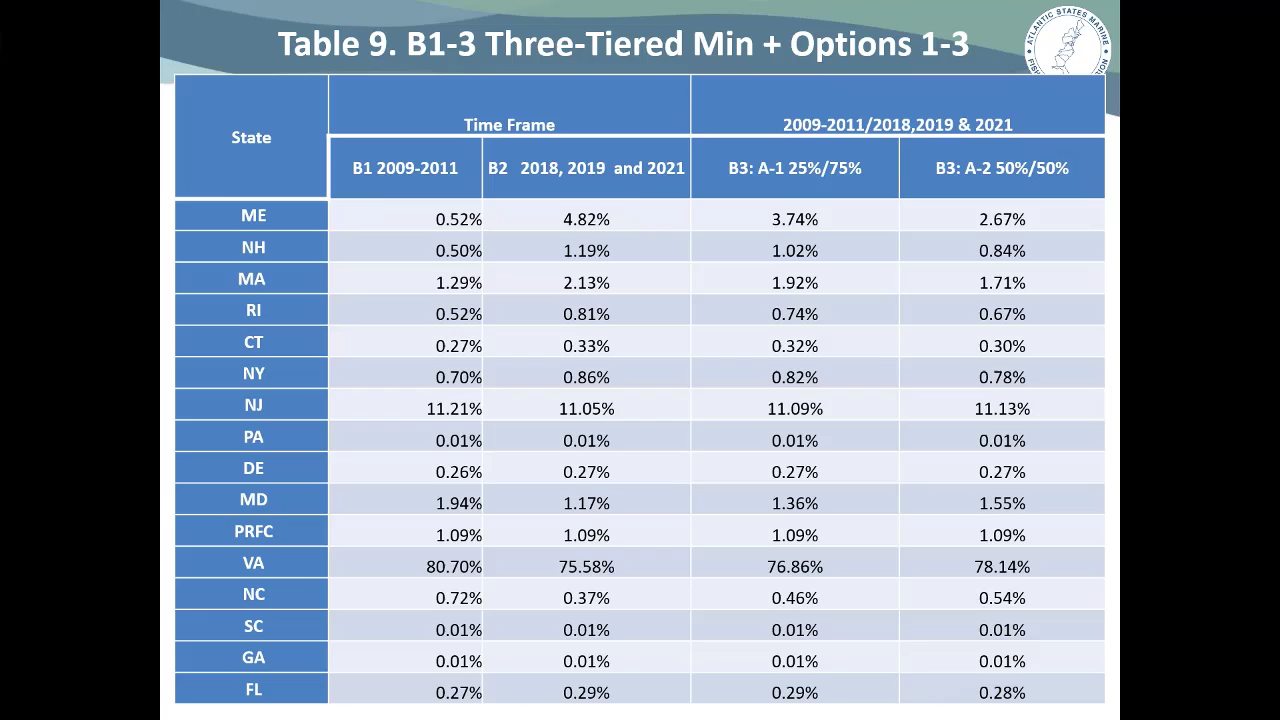 Table 9. B1-3 Three-Tiered Min + Options 1-3
ATLANTIC STATES MARINE
State Time Frame 2009-2011/2018,2019 & 2021
B1 2009-2011 B2 2018, 2019 and 2021 B3: A-1 25%/75% B3: A-2 50%/50%
ME 0.52% 4.82% 3.74% 2.67%
NH 0.50% 1.19% 1.02% 0.84%
MA 1.29% 2.13% 1.92% 1.71%
RI 0.52% 0.81% 0.74% 0.67%
CT 0.27% 0.33% 0.32% 0.30%
NY 0.70% 0.86% 0.82% 0.78%
NJ 11.21% 11.05% 11.09% 11.13%
PA 0.01% 0.01% 0.01% 0.01%
DE 0.26% 0.27% 0.27% 0.27%
MD 1.94% 1.17% 1.36% 1.55%
PRFC 1.09% 1.09% 1.09% 1.09%
VA 80.70% 75.58% 76.86% 78.14%
NC 0.72% 0.37% 0.46% 0.54%
SC 0.01% 0.01% 0.01% 0.01%
GA 0.01% 0.01% 0.01% 0.01%
FL 0.27% 0.29% 0.29% 0.28%